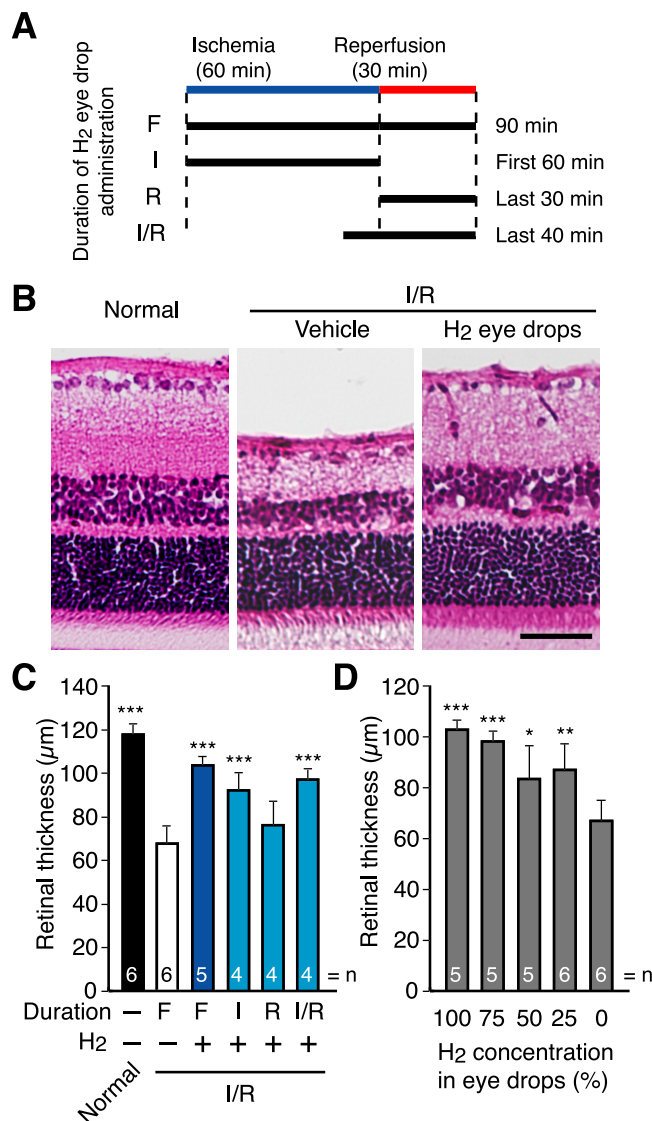 A
Duration of H2 eye drop
administration
Ischemia
(60 min)
Reperfusion
(30 min)
F
90 min
I
First 60 min
R
Last 30 min
I/R
Last 40 min
B
Normal
I/R
Vehicle
H2 eye drops
C
Retinal thickness (µm)
140
120
100
80
60
40
20
0
***
***
***
***
6 6 5 4 4 4 = n
Duration – F F I R I/R
H2 – – + + + +
Normal
I/R
D
Retinal thickness (µm)
120
100
80
60
40
20
0
*** *** * **
5 5 5 6 6 = n
100 75 50 25 0
H2 concentration
in eye drops (%)